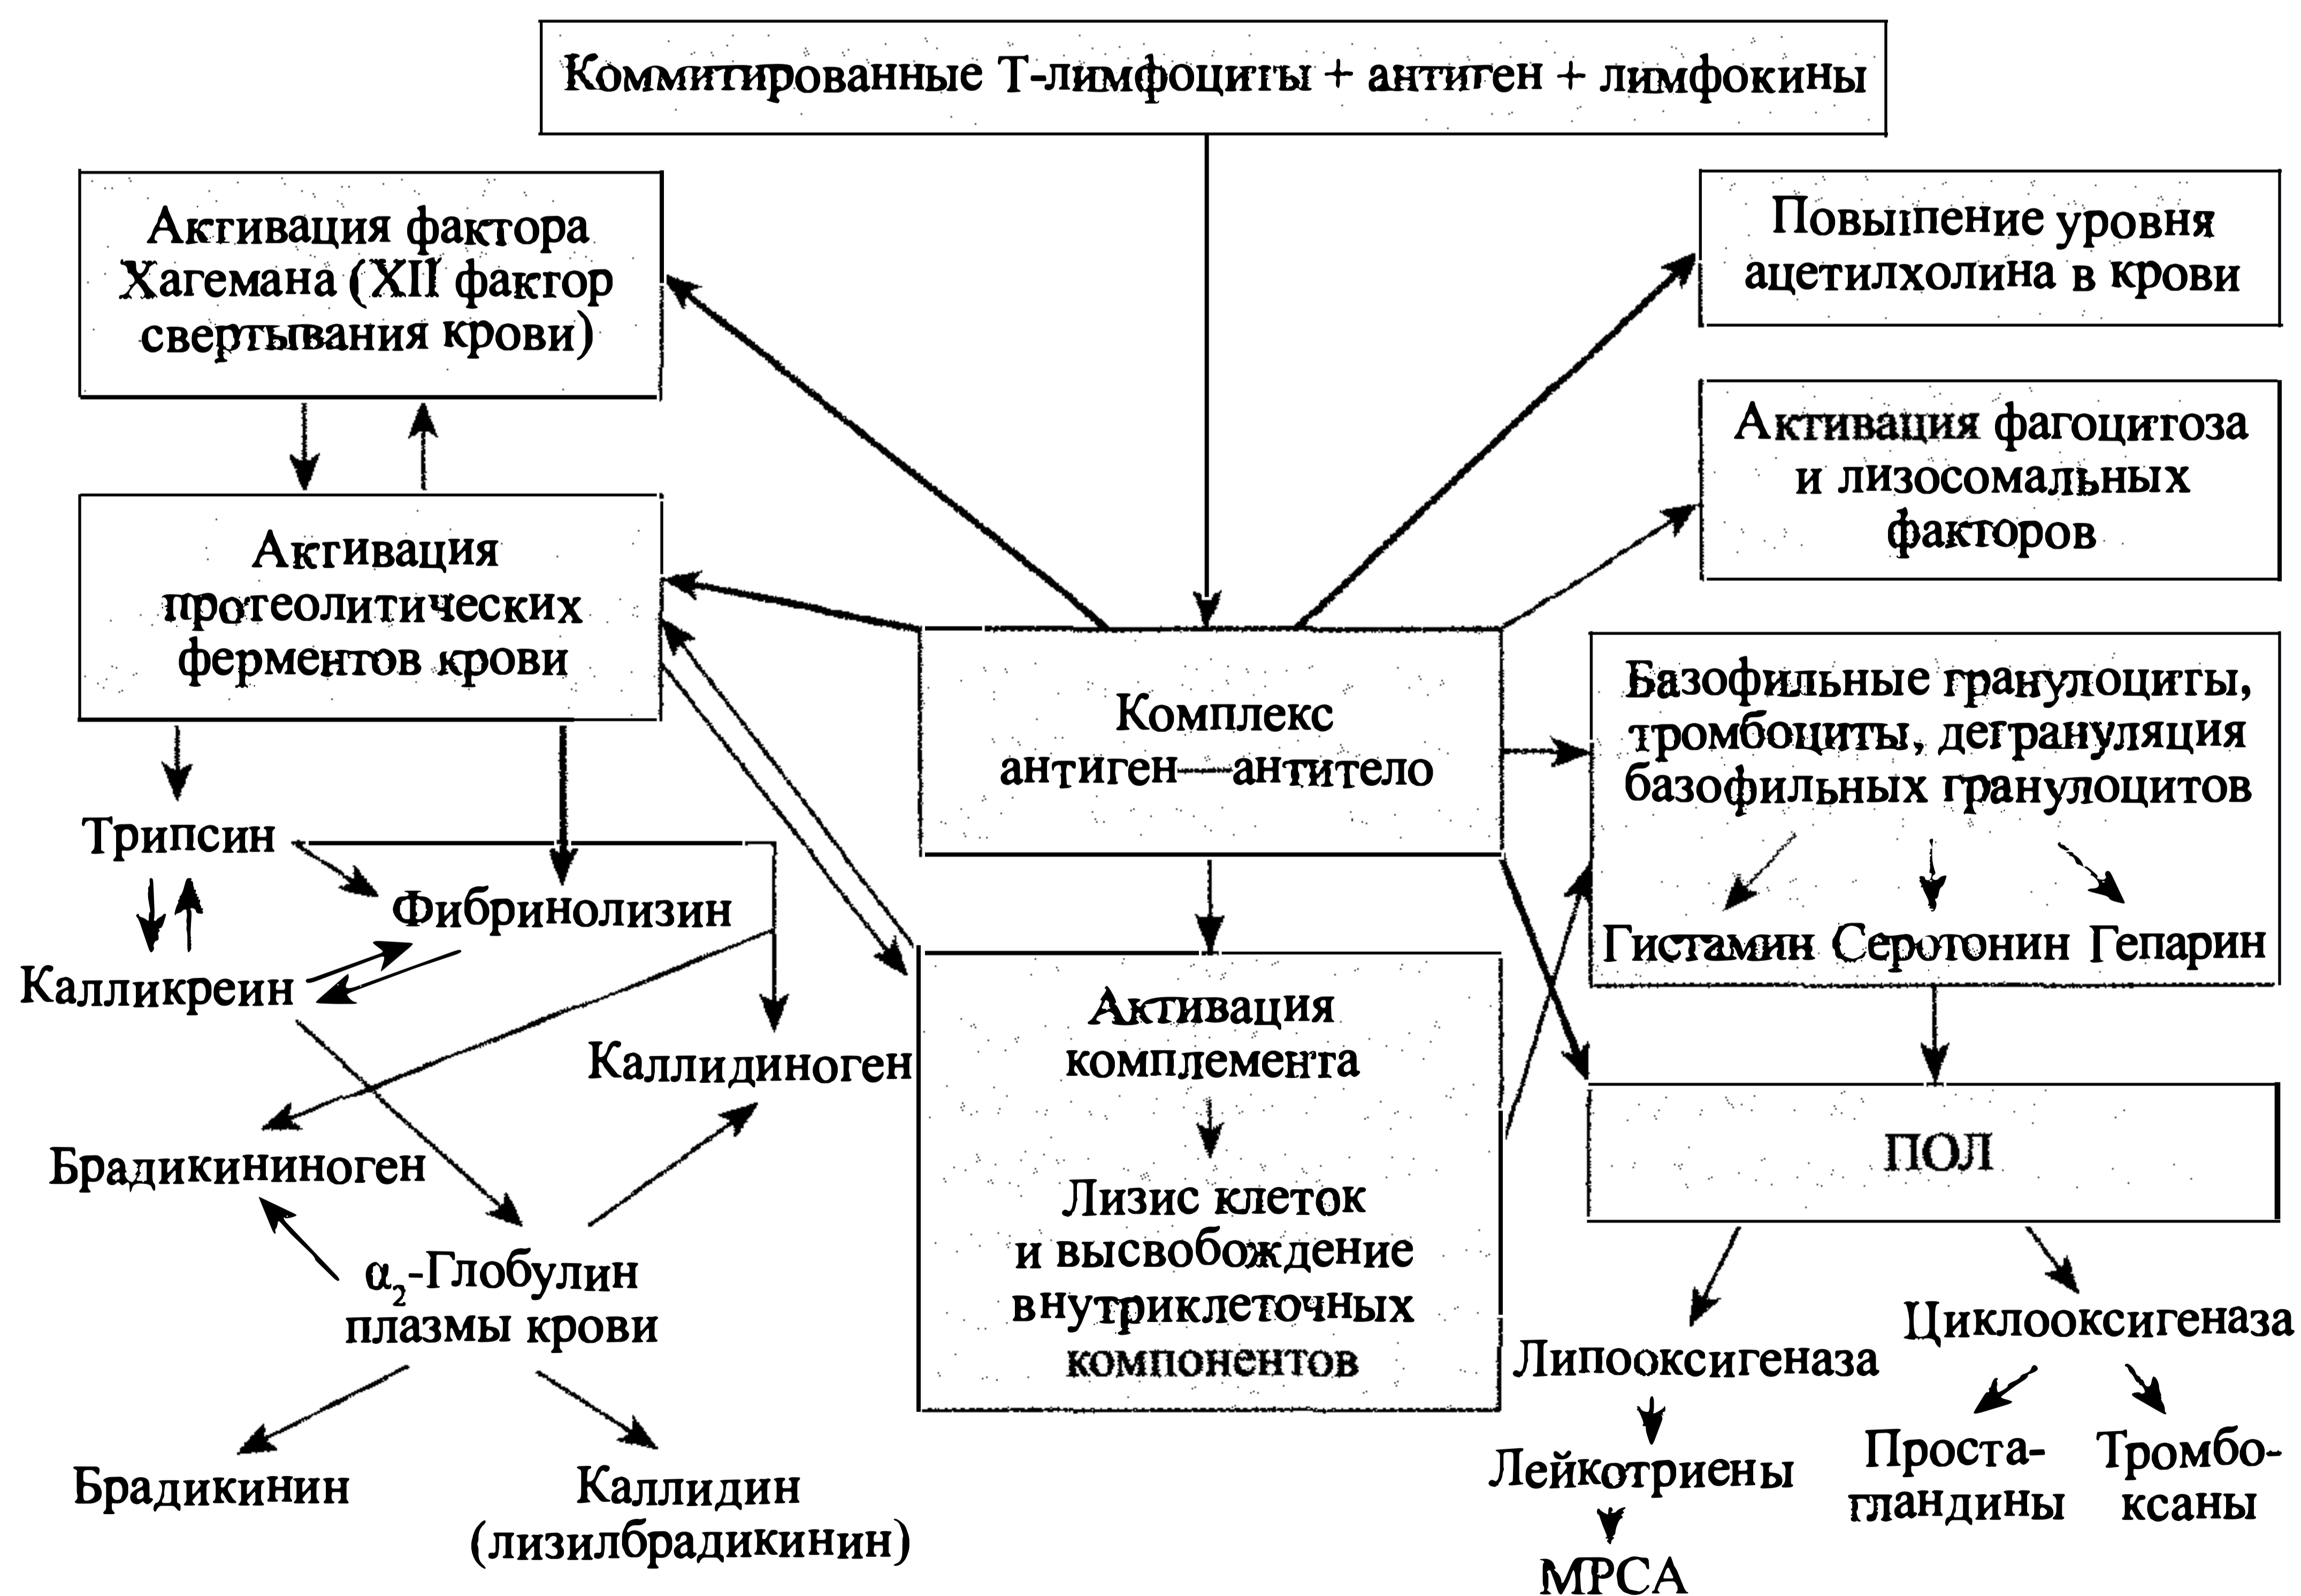 Коммитированные Т-лимфоциты + антиген + лимфокины
Активация фактора
Хагемана (XII фактор
свертывания крови)
Повышение уровня
ацетилхолина в крови
Активация фагоцитоза
и лизосомальных
факторов
Активация
протеолитических
ферментов крови
Комплекс
антиген—антитело
Базофильные гранулоциты,
тромбоциты, дегрануляция
базофильных гранулоцитов
Гистамин Серотонин Гепарин
Трипсин
Фибринолизин
Калликреин
Каллидиноген
Брадикининоген
α₂-Глобулин
плазмы крови
Брадикинин
Каллидин
(лизилбрадикинин)
Активация
комплемента
Лизис клеток
и высвобождение
внутриклеточных
компонентов
ПОЛ
Липооксигеназа
Циклооксигеназа
Лейкотриены
Проста-
гландины
Тромбо-
ксаны
МРСА